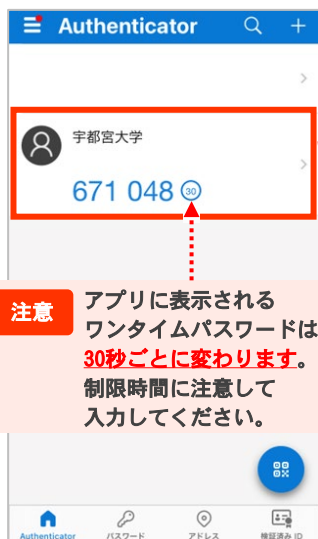 Authenticator
宇都宮大学
671 048 30
注意
アプリに表示される
ワンタイムパスワードは
30秒ごとに変わります。
制限時間に注意して
入力してください。
Authenticator パスワード アドレス 検証済み ID